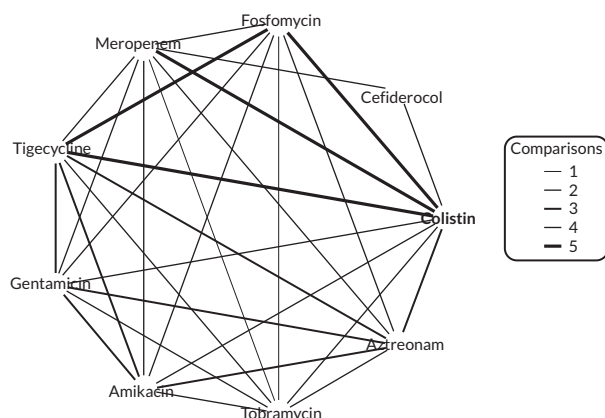 Fosfomycin
Meropenem
Cefiderocol
Tigecycline
Comparisons
1
2
3
4
5
Colistin
Gentamicin
Aztreonam
Amikacin
Tobramycin